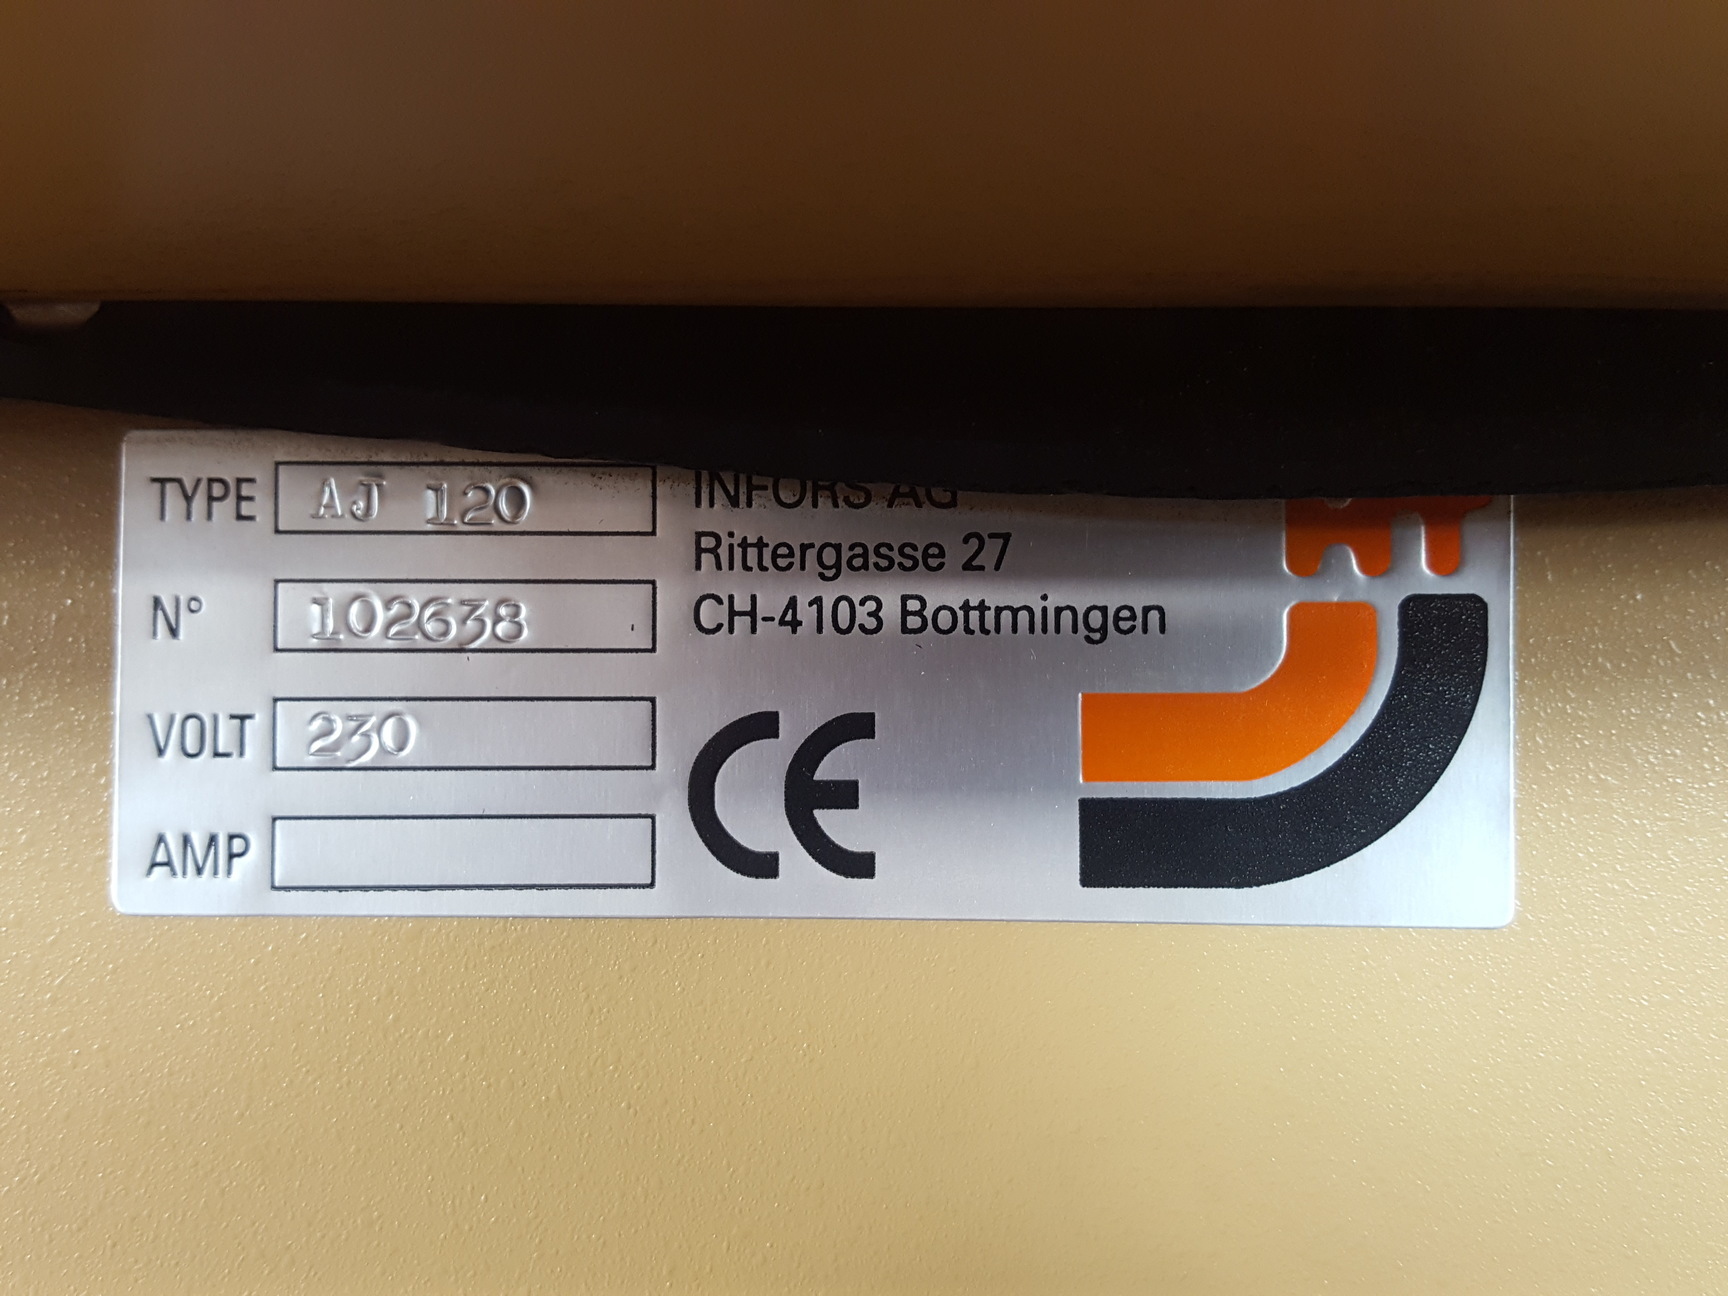 TYPE AJ 120
N° 102638
VOLT 230
AMP
INFORS AG
Rittergasse 27
CH-4103 Bottmingen
CE